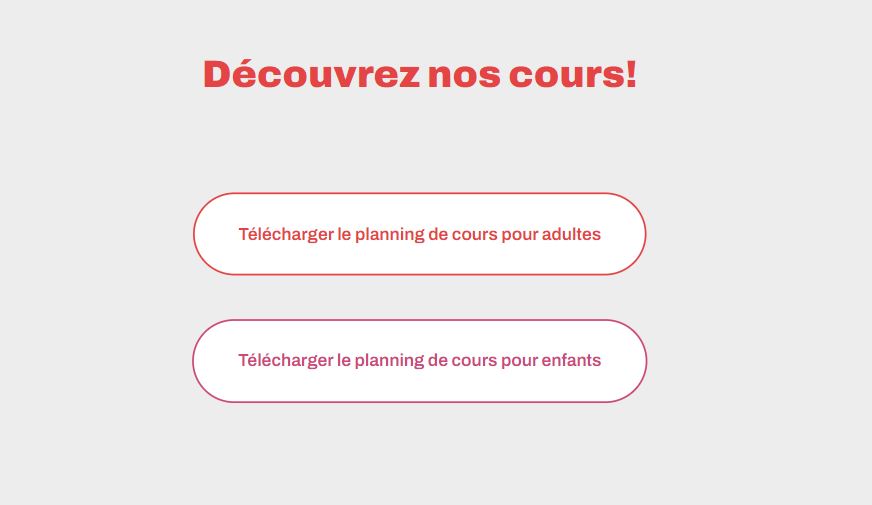 Découvrez nos cours!
Télécharger le planning de cours pour adultes
Télécharger le planning de cours pour enfants